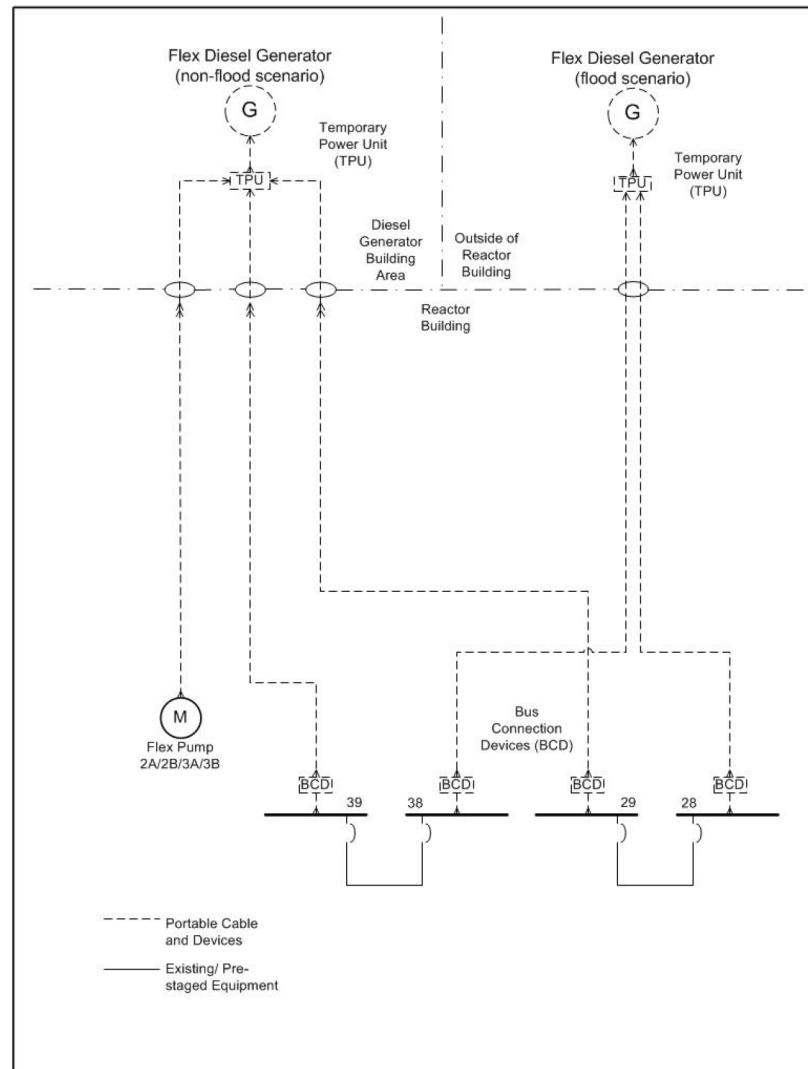 Flex Diesel Generator
(non-flood scenario)
G
Temporary
Power Unit
(TPU)
TPU
Diesel
Generator
Building
Area
Flex Diesel Generator
(flood scenario)
G
Temporary
Power Unit
(TPU)
TPU
Outside of
Reactor
Building
Reactor
Building
M
Flex Pump
2A/2B/3A/3B
Bus
Connection
Devices (BCD)
BCD
BCD
BCD
BCD
39
38
29
28
Portable Cable
and Devices
Existing/ Pre-
staged Equipment